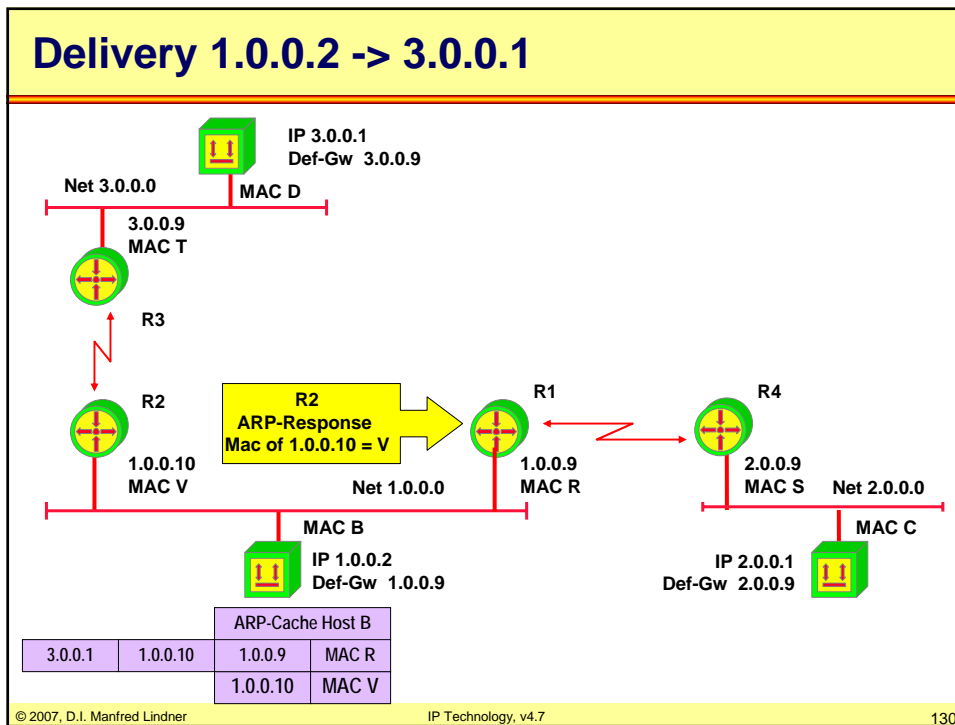 Delivery 1.0.0.2 -> 3.0.0.1
IP 3.0.0.1
Def-Gw 3.0.0.9
Net 3.0.0.0
MAC D
3.0.0.9
MAC T
R3
R2
R2
ARP-Response
Mac of 1.0.0.10 = V
R1
R4
1.0.0.10
MAC V
Net 1.0.0.0
1.0.0.9
MAC R
2.0.0.9
MAC S
Net 2.0.0.0
MAC B
MAC C
IP 1.0.0.2
Def-Gw 1.0.0.9
IP 2.0.0.1
Def-Gw 2.0.0.9
ARP-Cache Host B
3.0.0.1 1.0.0.10 1.0.0.9 MAC R
1.0.0.10 MAC V
© 2007, D.I. Manfred Lindner IP Technology, v4.7 130